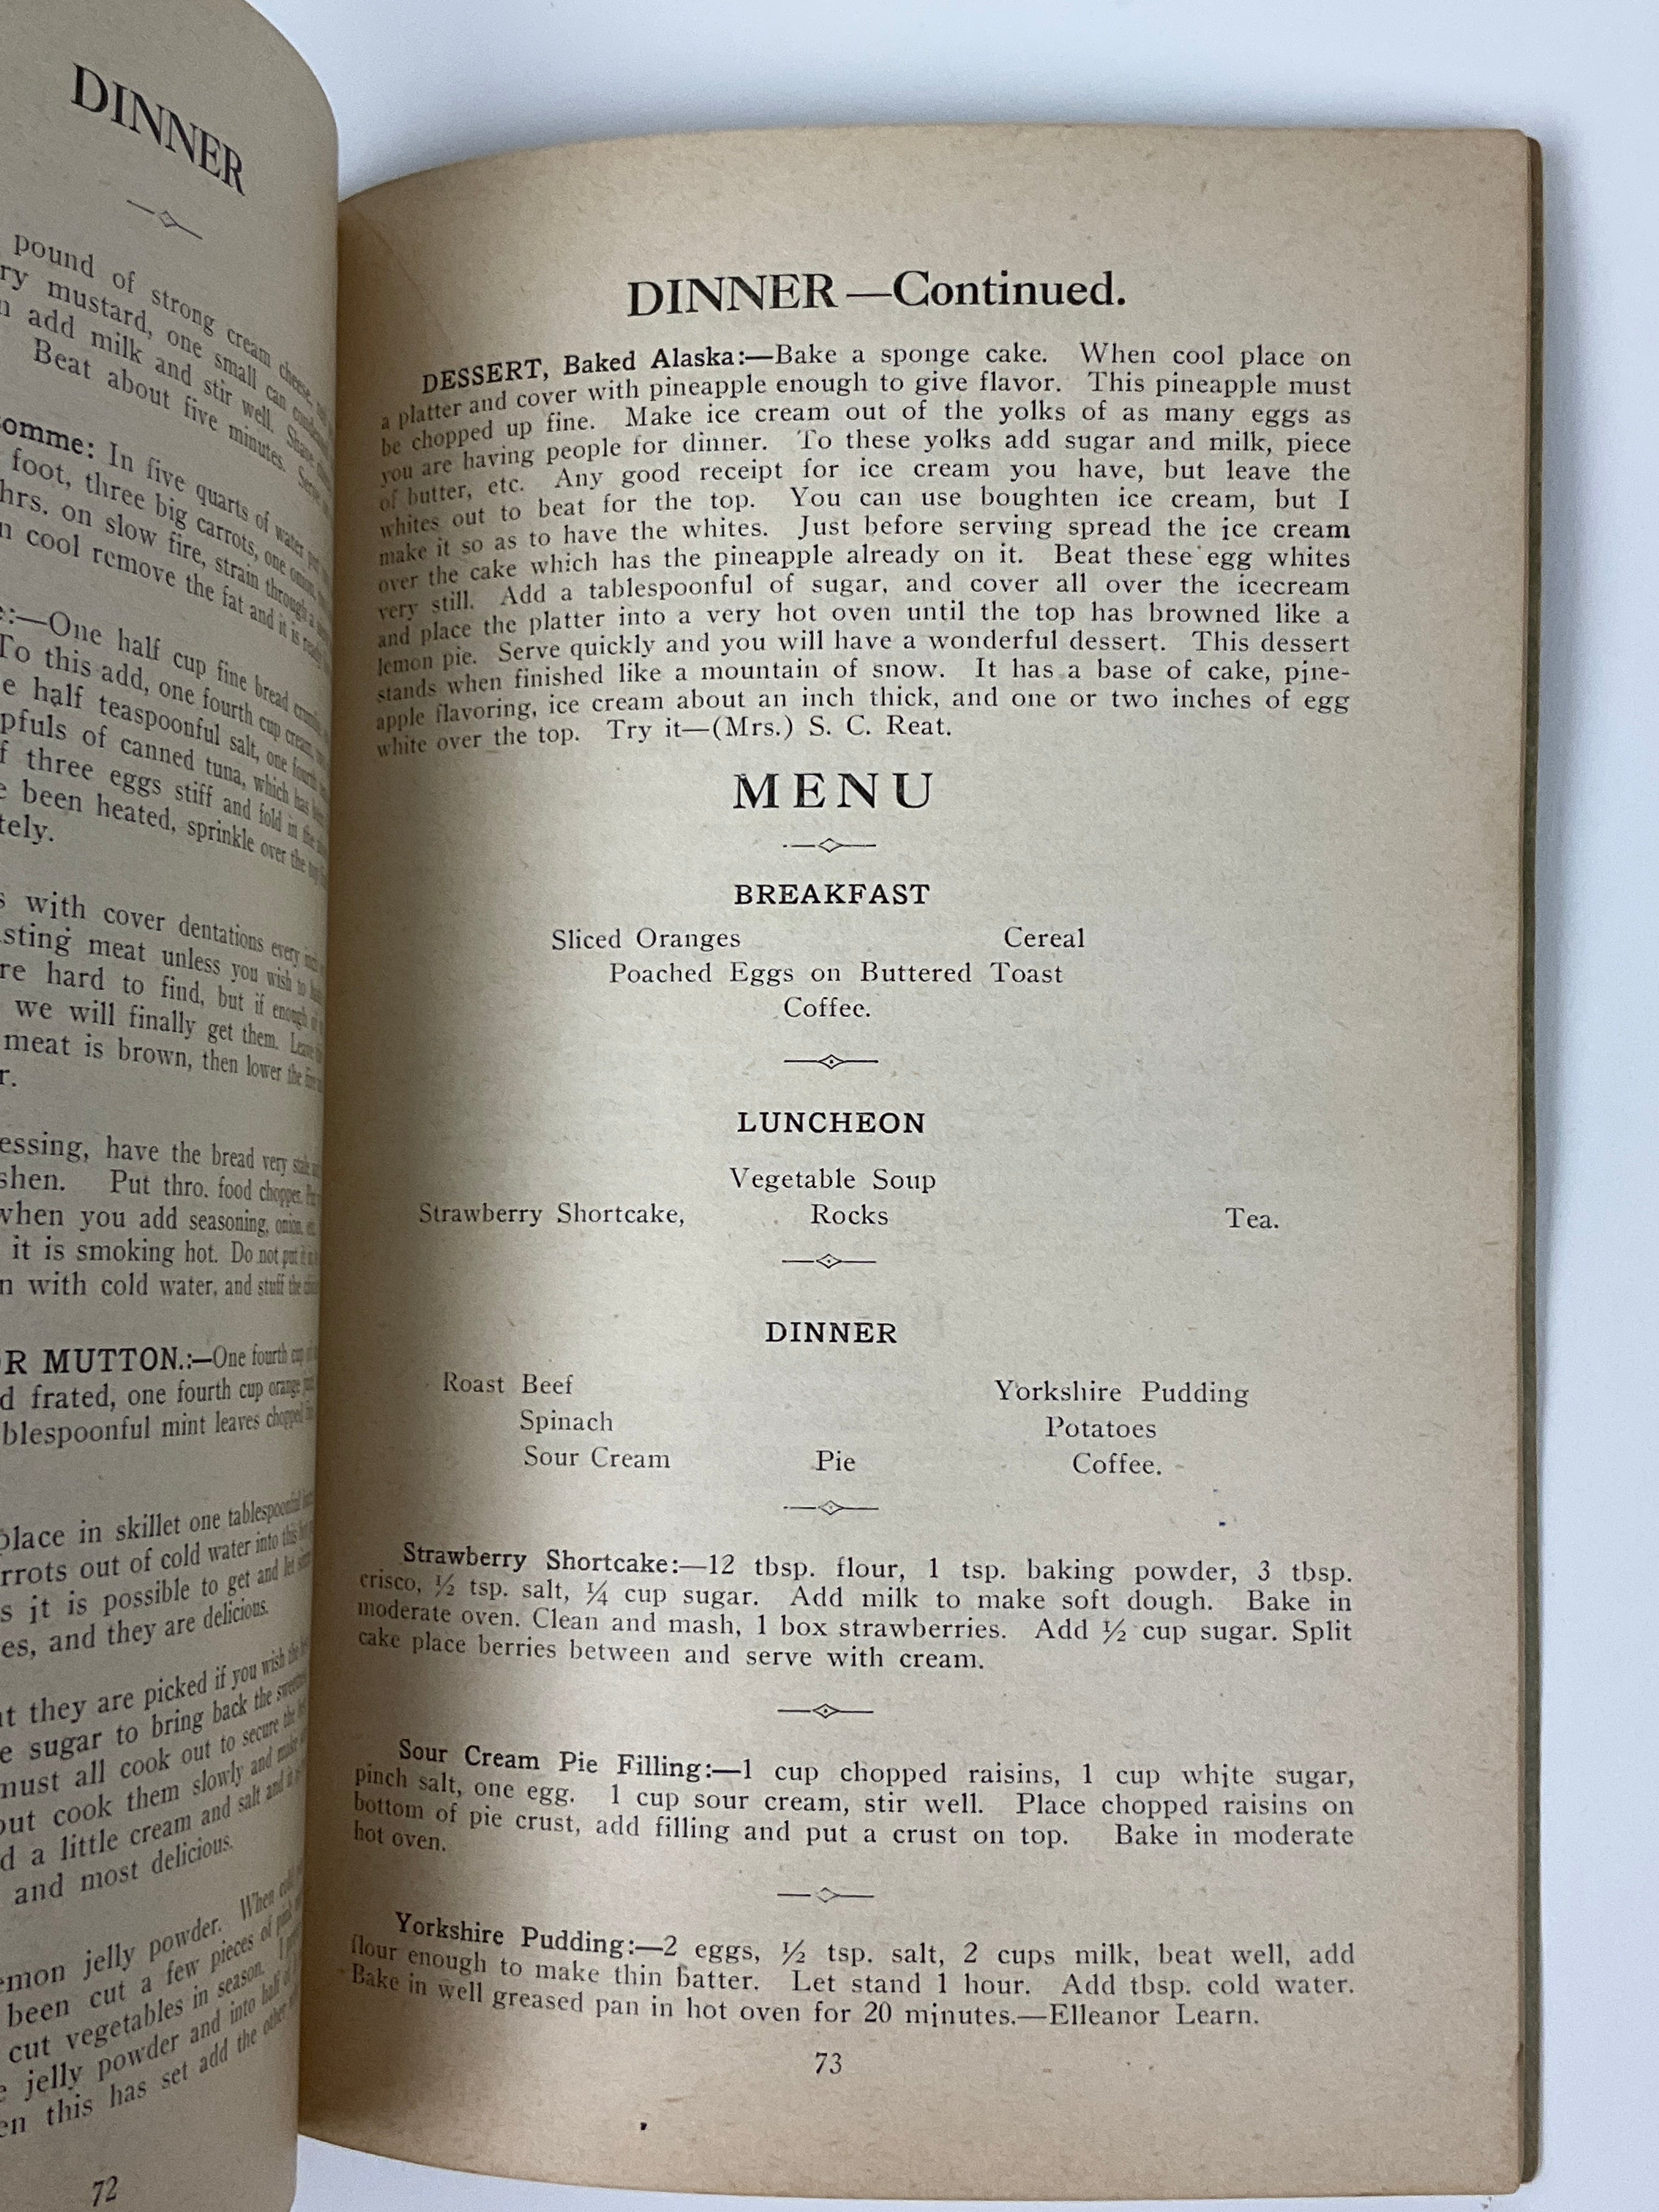 DINNER
pound of strong cream cheese,
mustard, one small can condensed
add milk and stir well.
Beat about five minutes. Serve
In five quarts of water put
foot, three big carrots, one onion,
hrs. on slow fire, strain through a
cool remove the fat and it is ready
One half cup fine bread crumbs
To this add, one fourth cup cream,
half teaspoonful salt, one fourth
of canned tuna, which has been
three eggs stiff and fold in the
been heated, sprinkle over the top
with cover dentations every inch
meat unless you wish to
hard to find, but if enough of
we will finally get them. Leave
meat is brown, then lower the fire
have the bread very stale
Put thro. food chopper.
when you add seasoning, onion,
it is smoking hot. Do not put it in
with cold water, and stuff the
MUTTON.:—One fourth cup
frated, one fourth cup orange
mint leaves chopped
place in skillet one tablespoonful
out of cold water into this
it is possible to get and let
and they are delicious.
they are picked if you wish the
sugar to bring back the
must all cook out to secure the
cook them slowly and make
a little cream and salt and it
and most delicious.
jelly powder. When cold
been cut a few pieces of
cut vegetables in season.
jelly powder and into half of
this has set add the other
72
DINNER—Continued.
DESSERT, Baked Alaska:—Bake a sponge cake. When cool place on
a platter and cover with pineapple enough to give flavor. This pineapple must
be chopped up fine. Make ice cream out of the yolks of as many eggs as
you are having people for dinner. To these yolks add sugar and milk, piece
of butter, etc. Any good receipt for ice cream you have, but leave the
whites out to beat for the top. You can use boughten ice cream, but I
make it so as to have the whites. Just before serving spread the ice cream
over the cake which has the pineapple already on it. Beat these egg whites
very still. Add a tablespoonful of sugar, and cover all over the icecream
and place the platter into a very hot oven until the top has browned like a
lemon pie. Serve quickly and you will have a wonderful dessert. This dessert
stands when finished like a mountain of snow. It has a base of cake, pine-
apple flavoring, ice cream about an inch thick, and one or two inches of egg
white over the top. Try it—(Mrs.) S. C. Reat.
MENU
BREAKFAST
Sliced Oranges Cereal
Poached Eggs on Buttered Toast
Coffee.
LUNCHEON
Vegetable Soup
Strawberry Shortcake, Rocks Tea.
DINNER
Roast Beef Yorkshire Pudding
Spinach Potatoes
Sour Cream Pie Coffee.
Strawberry Shortcake:—12 tbsp. flour, 1 tsp. baking powder, 3 tbsp.
crisco, ½ tsp. salt, ¼ cup sugar. Add milk to make soft dough. Bake in
moderate oven. Clean and mash, 1 box strawberries. Add ½ cup sugar. Split
cake place berries between and serve with cream.
Sour Cream Pie Filling:—1 cup chopped raisins, 1 cup white sugar,
pinch salt, one egg. 1 cup sour cream, stir well. Place chopped raisins on
bottom of pie crust, add filling and put a crust on top. Bake in moderate
hot oven.
Yorkshire Pudding:—2 eggs, ½ tsp. salt, 2 cups milk, beat well, add
flour enough to make thin batter. Let stand 1 hour. Add tbsp. cold water.
Bake in well greased pan in hot oven for 20 minutes.—Elleanor Learn.
73